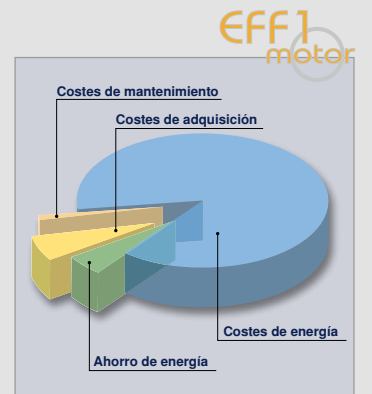 EFF1
motor
Costes de mantenimiento
Costes de adquisición
Costes de energía
Ahorro de energía